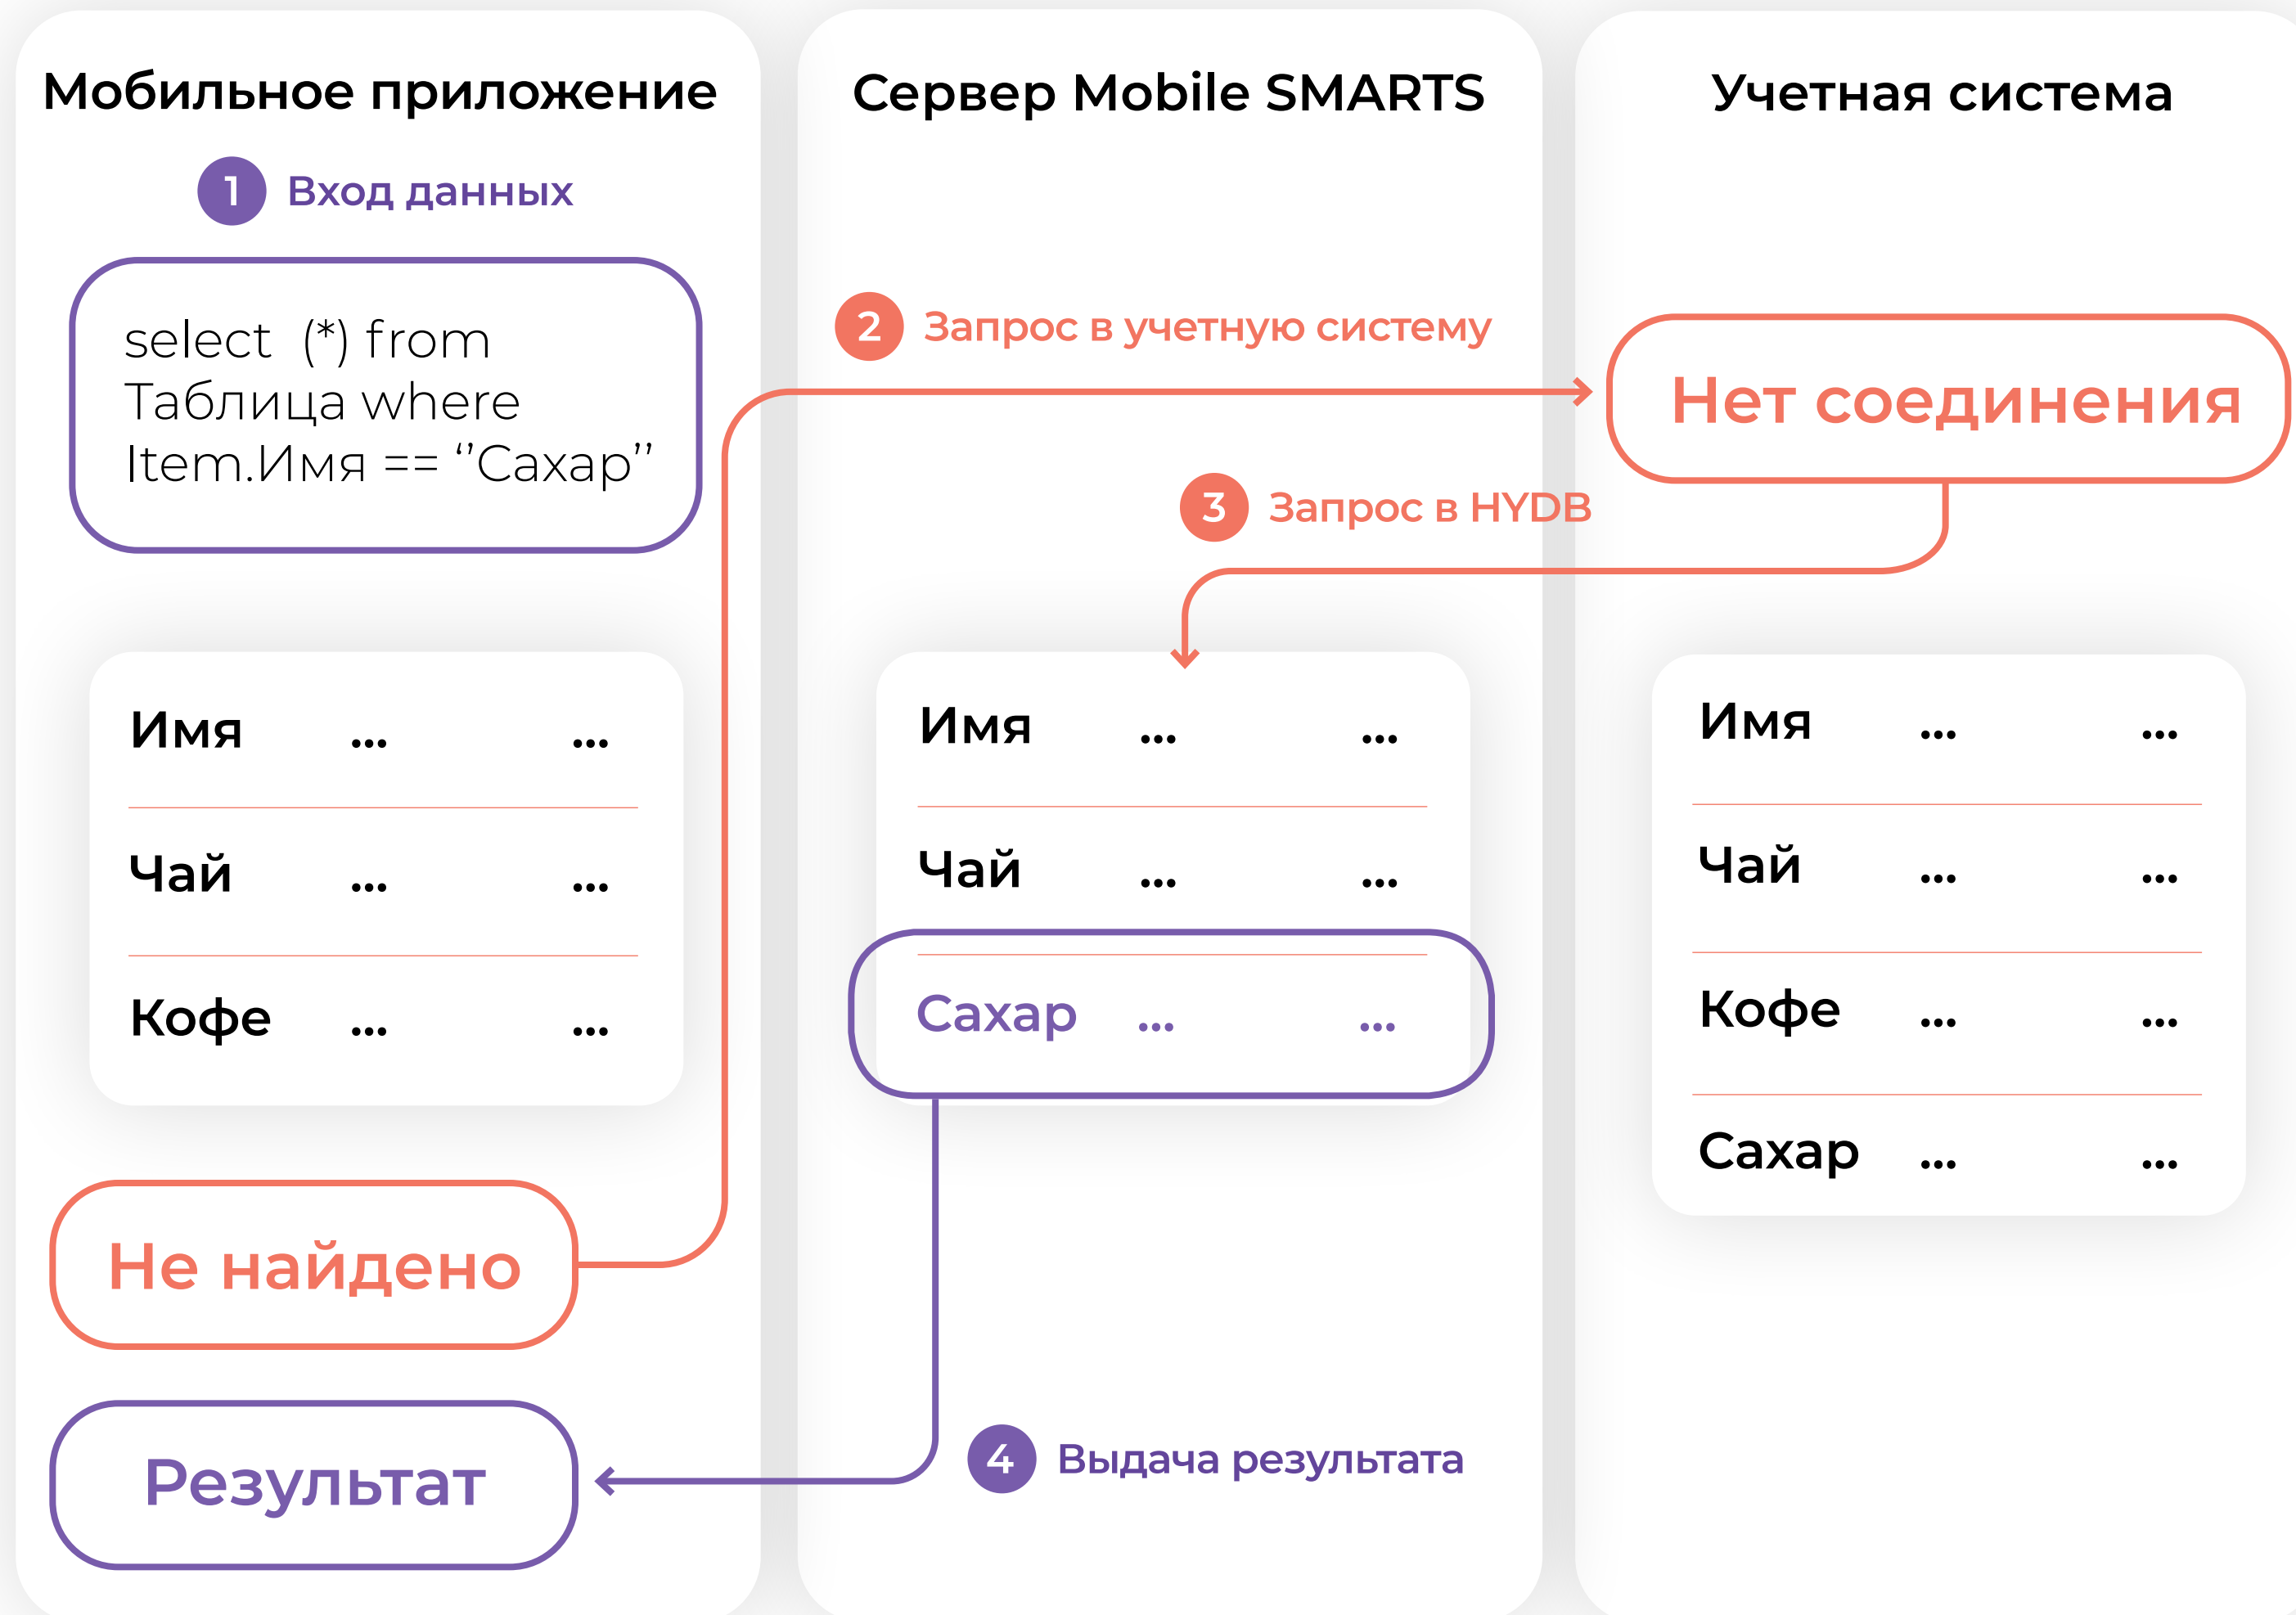 Мобильное приложение
1 Вход данных
select (*) from
Таблица where
Item.Имя == ‘’Сахар’’
Имя ... ...
Чай ... ...
Кофе ... ...
Не найдено
Результат
Сервер Mobile SMARTS
2 Запрос в учетную систему
3 Запрос в HYDB
Имя ... ...
Чай ... ...
Сахар ... ...
4 Выдача результата
Учетная система
Нет соединения
Имя ... ...
Чай ... ...
Кофе ... ...
Сахар ... ...